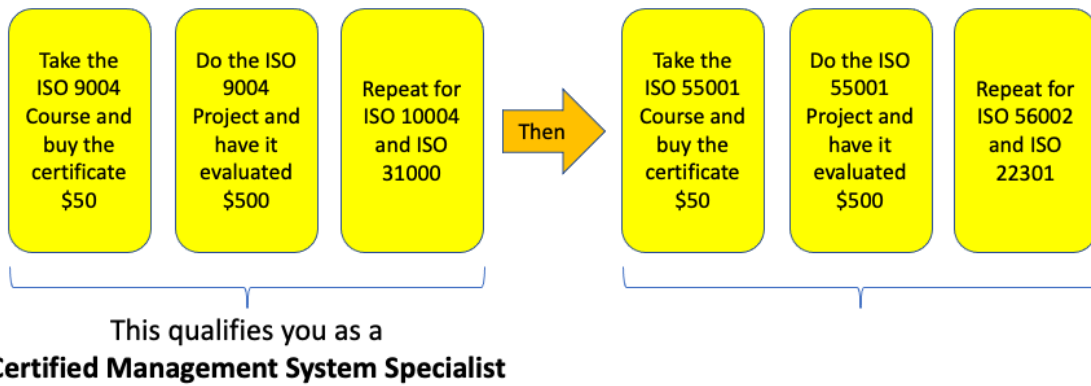 Take the
ISO 9004
Course and
buy the
certificate
$50
Do the ISO
9004
Project and
have it
evaluated
$500
Repeat for
ISO 10004
and ISO
31000
Then
Take the
ISO 55001
Course and
buy the
certificate
$50
Do the ISO
55001
Project and
have it
evaluated
$500
Repeat for
ISO 56002
and ISO
22301
This qualifies you as a
Certified Management System Specialist